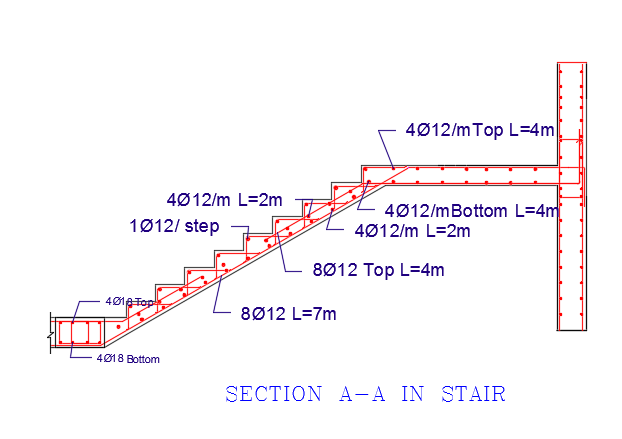 4Ø12/mTop L=4m
4Ø12/m L=2m
4Ø12/mBottom L=4m
1Ø12/ step
4Ø12/m L=2m
8Ø12 Top L=4m
4Ø18 Top
8Ø12 L=7m
4Ø18 Bottom
SECTION A-A IN STAIR